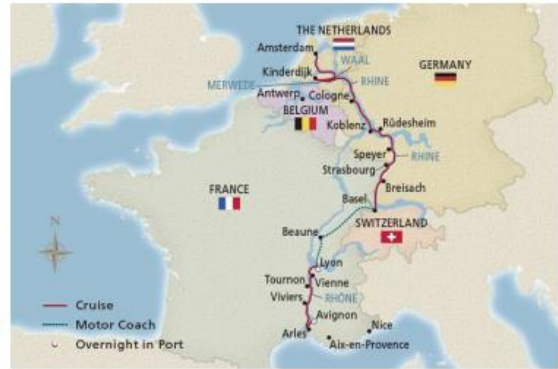 THE NETHERLANDS
Amsterdam
WAAL
GERMANY
Kinderdijk
RHINE
MERWEDE
Antwerp
Cologne
BELGIUM
Koblenz
Rüdesheim
Speyer
RHINE
Strasbourg
Breisach
FRANCE
Basel
SWITZERLAND
Beaune
N
Lyon
Tournon
Vienne
Viviers
RHÔNE
Cruise
Avignon
Motor Coach
Nice
Arles
Overnight in Port
Aix-en-Provence